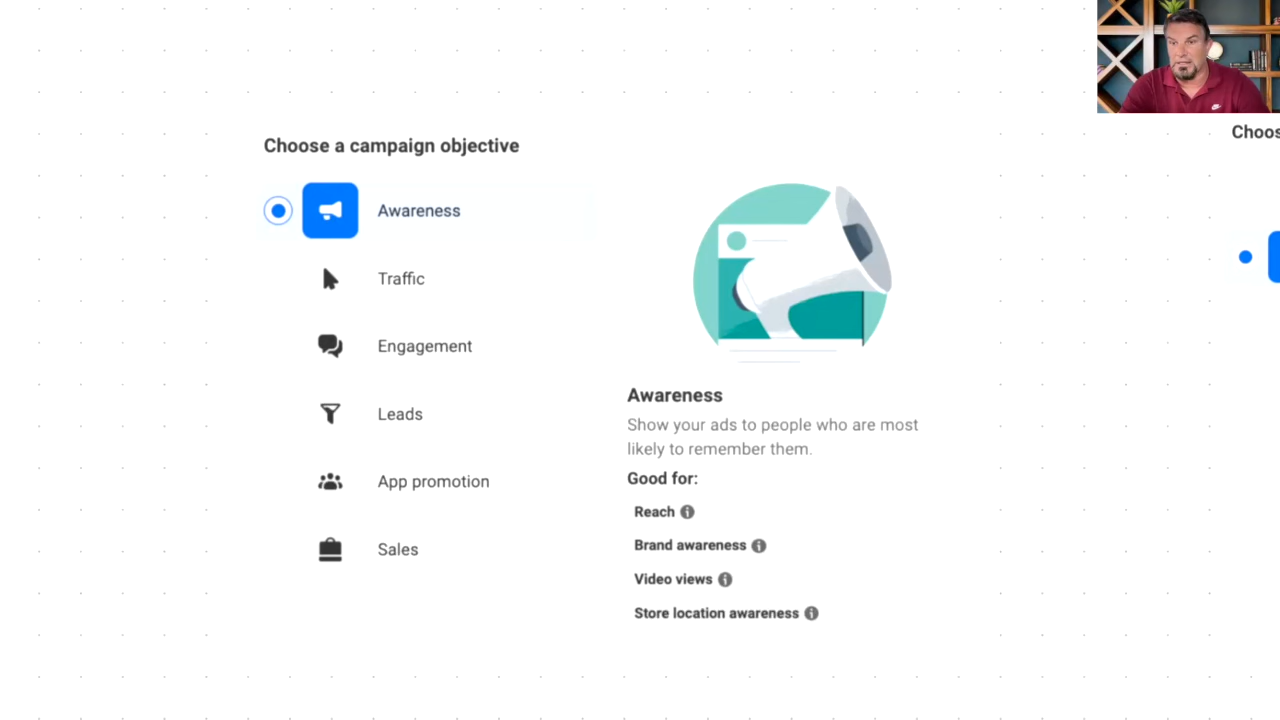 Choose a campaign objective
Awareness
Traffic
Engagement
Leads
App promotion
Sales
Awareness
Show your ads to people who are most
likely to remember them.
Good for:
Reach
Brand awareness
Video views
Store location awareness